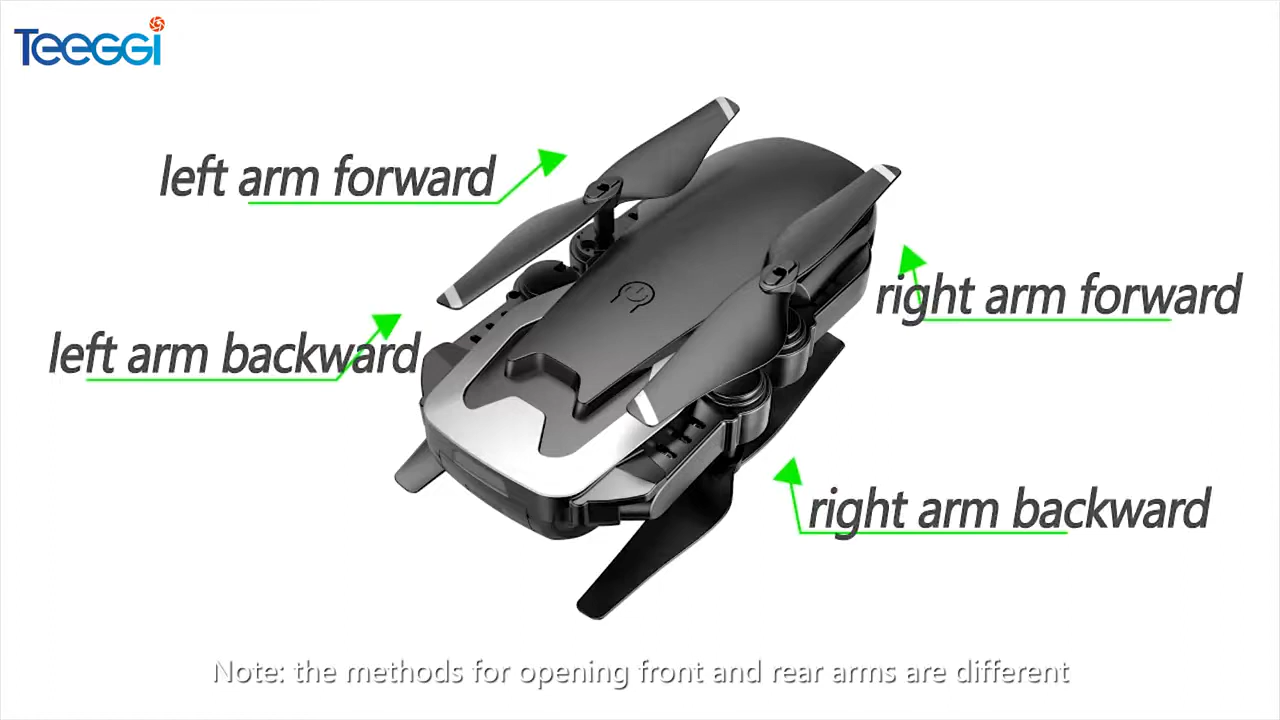 TEEGGI
left arm forward
right arm forward
left arm backward
right arm backward
Note: the methods for opening front and rear arms are different